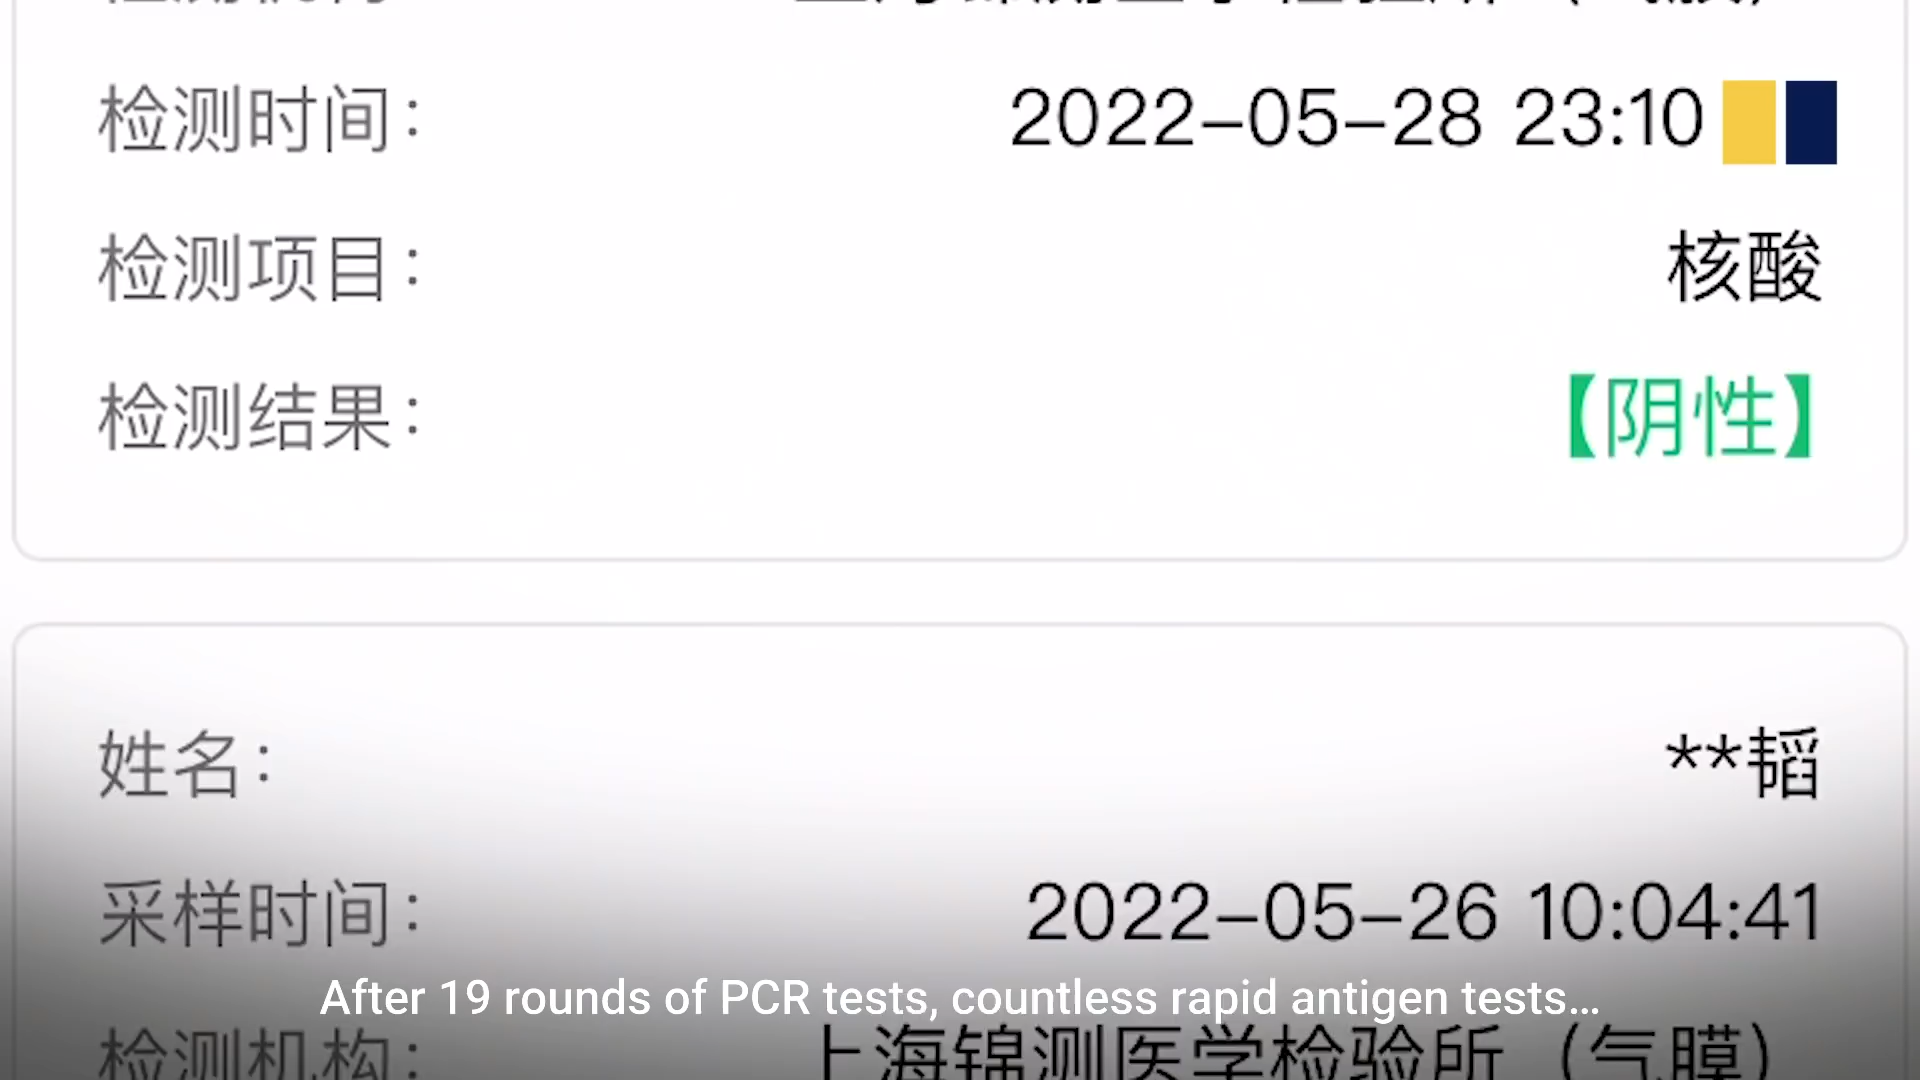 检测时间： 2022-05-28 23:10
检测项目： 核酸
检测结果： 【阴性】
姓名： **韬
采样时间： 2022-05-26 10:04:41
After 19 rounds of PCR tests, countless rapid antigen tests...
检测机构： 上海锦测医学检验所（气膜）